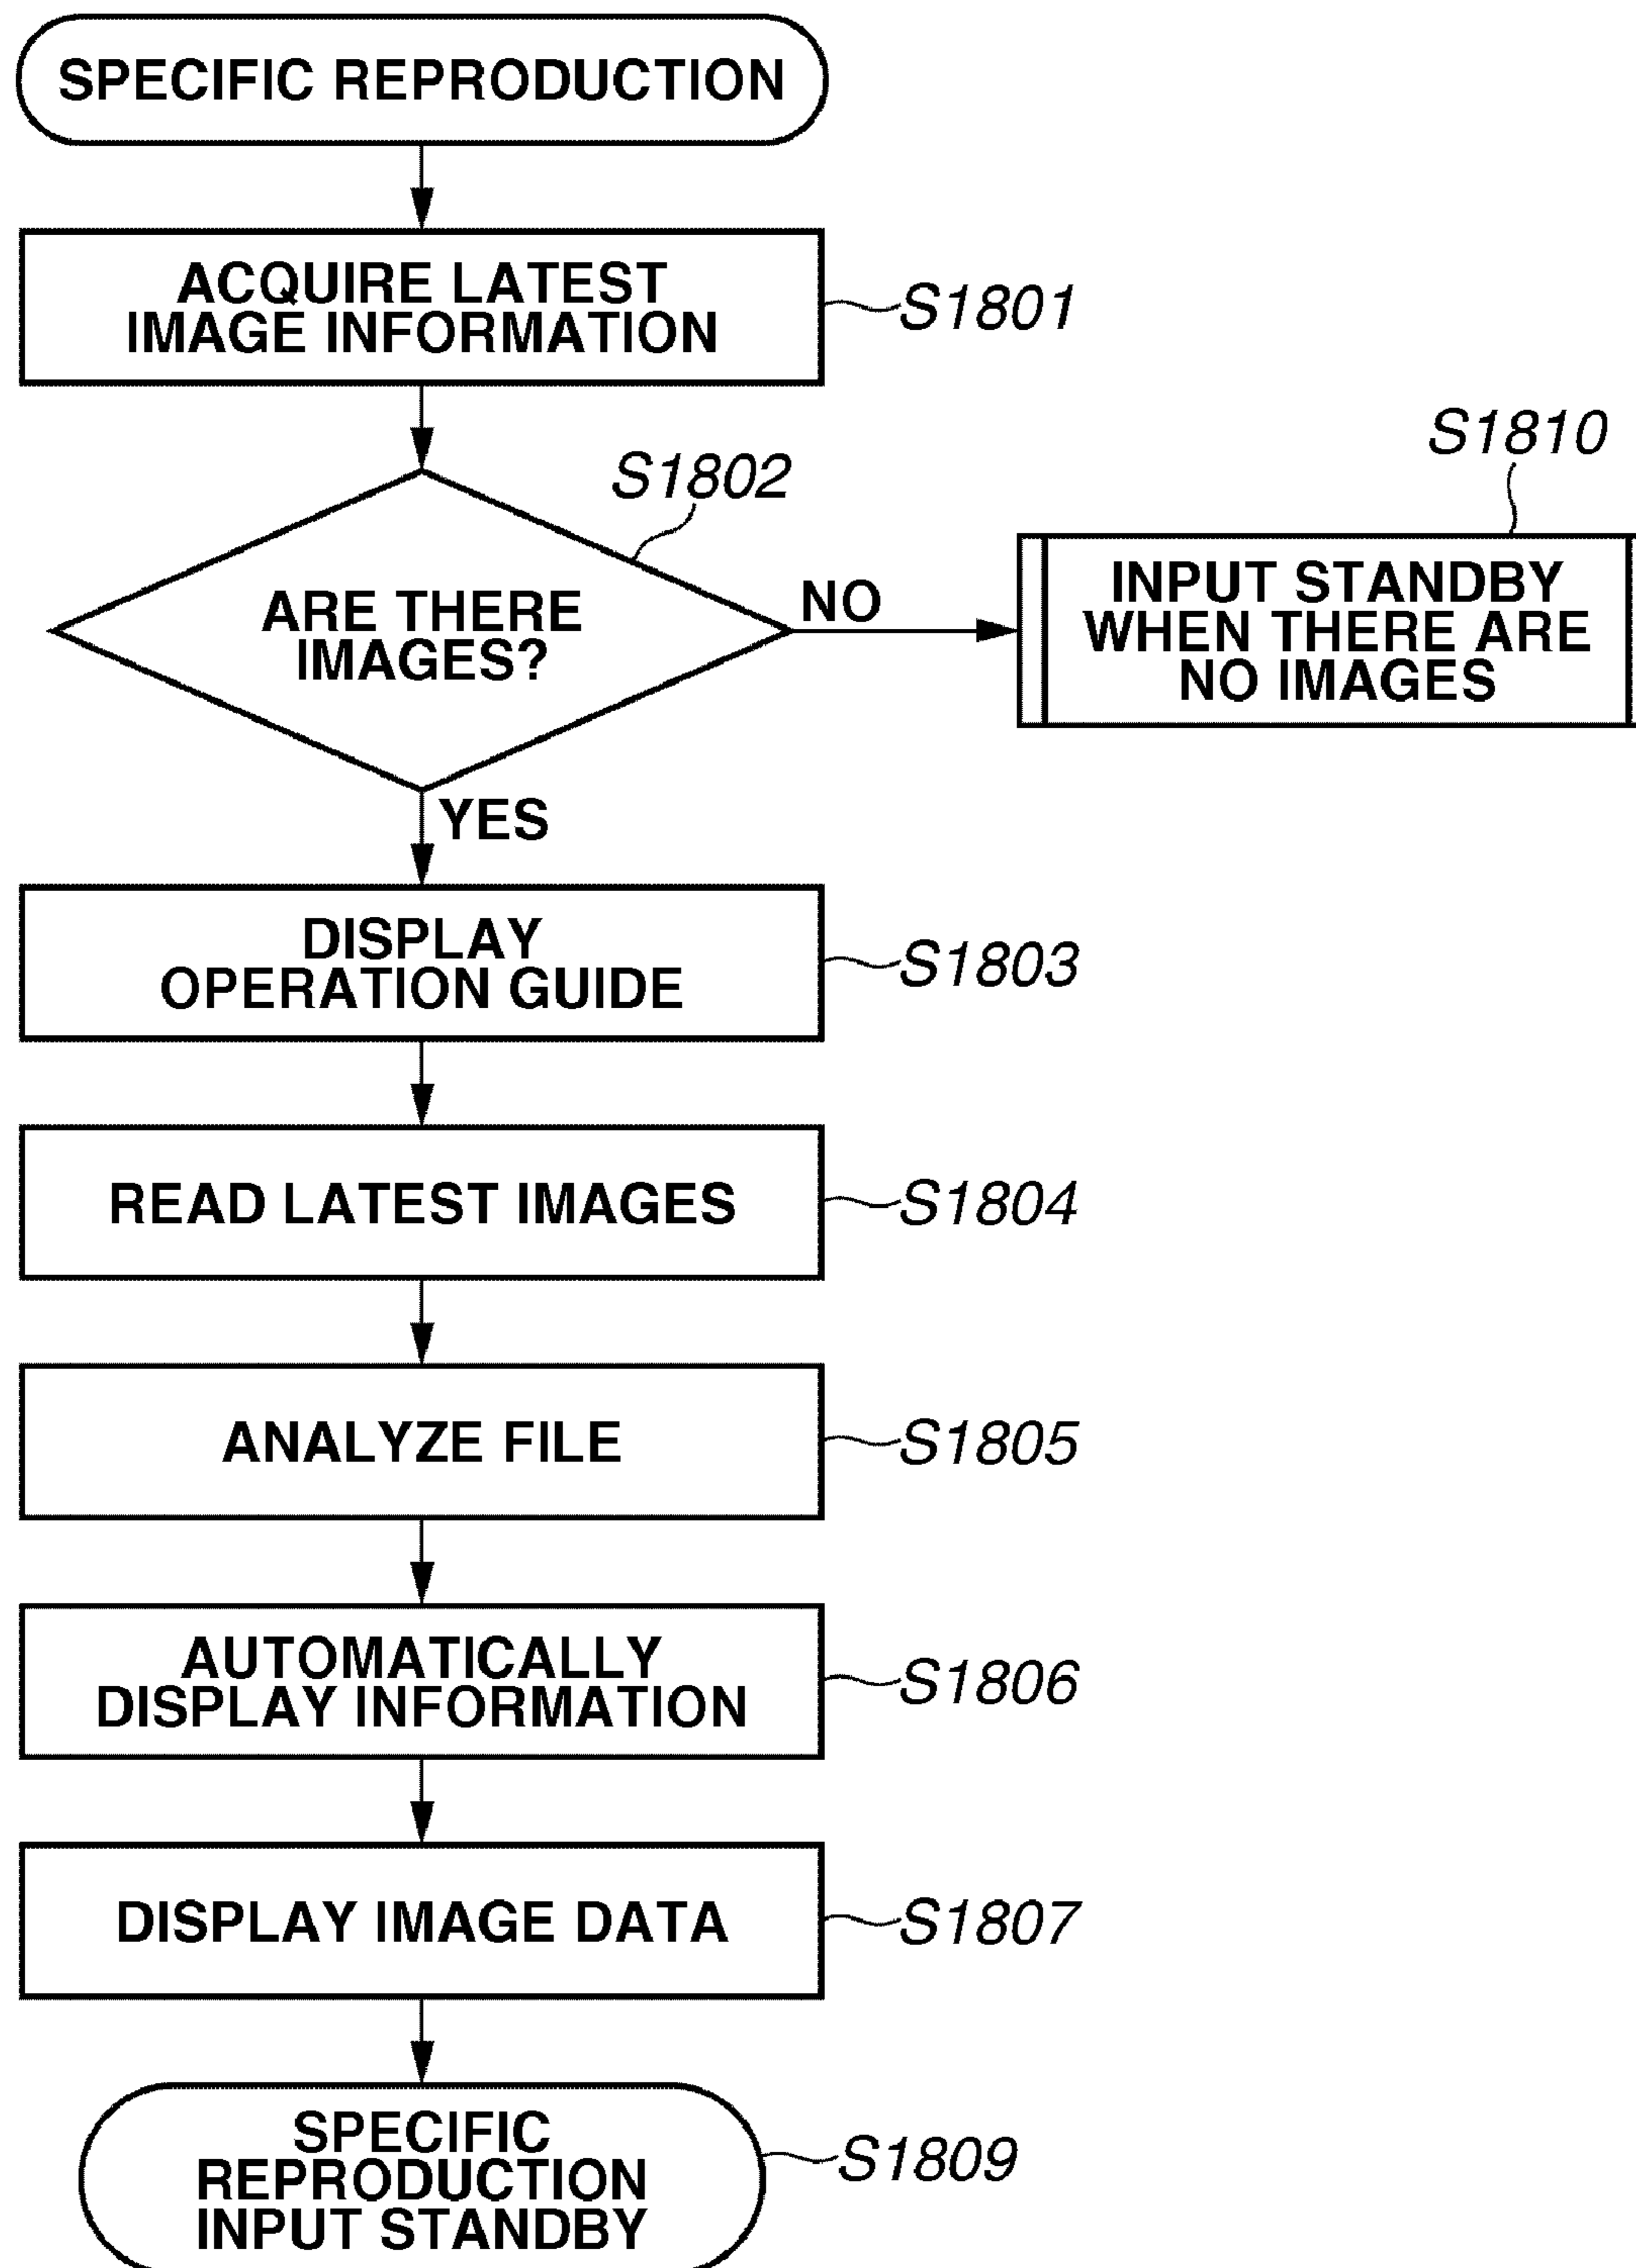 SPECIFIC REPRODUCTION
ACQUIRE LATEST
IMAGE INFORMATION
S1801
S1802
ARE THERE
IMAGES?
NO
S1810
INPUT STANDBY
WHEN THERE ARE
NO IMAGES
YES
DISPLAY
OPERATION GUIDE
S1803
READ LATEST IMAGES
S1804
ANALYZE FILE
S1805
AUTOMATICALLY
DISPLAY INFORMATION
S1806
DISPLAY IMAGE DATA
S1807
SPECIFIC
REPRODUCTION
INPUT STANDBY
S1809